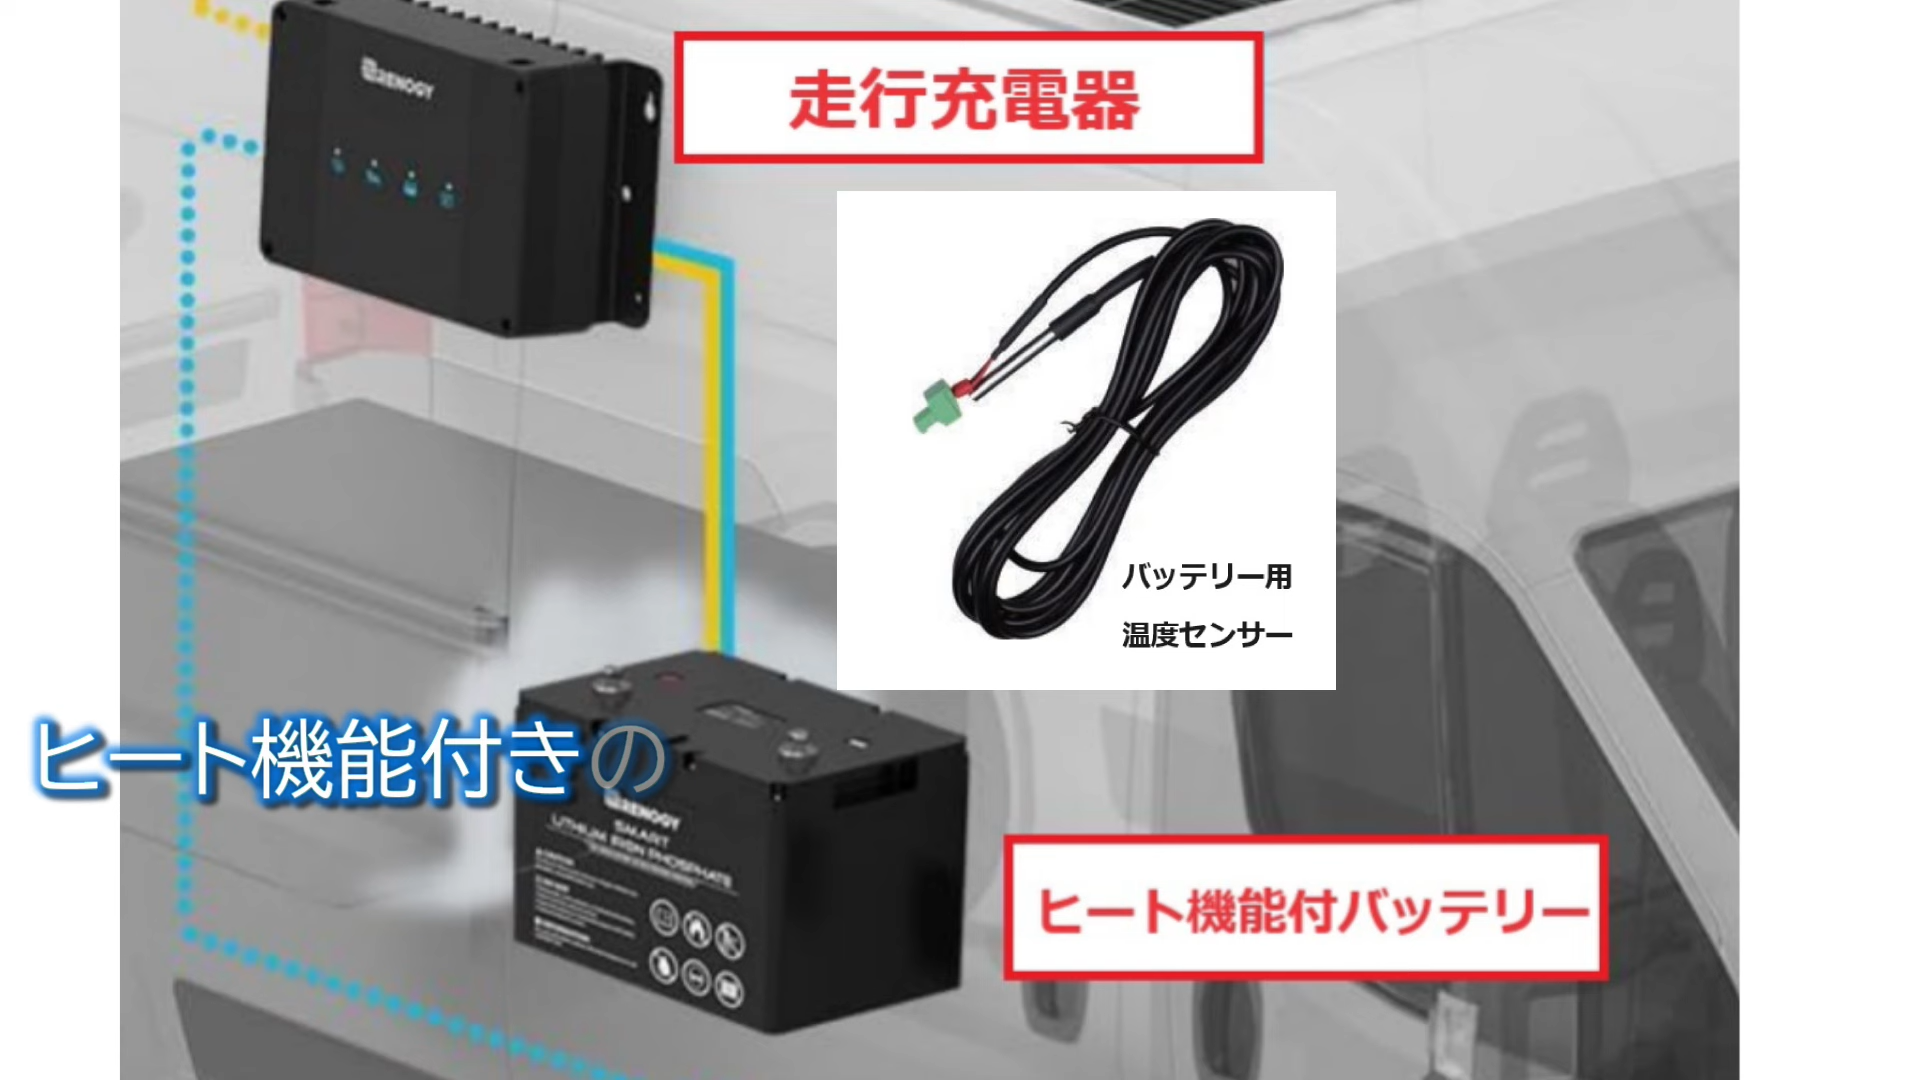 RENOGY
走行充電器
バッテリー用
温度センサー
ヒート機能付きの
RENOGY
SMART
LITHIUM IRON PHOSPHATE
ヒート機能付バッテリー